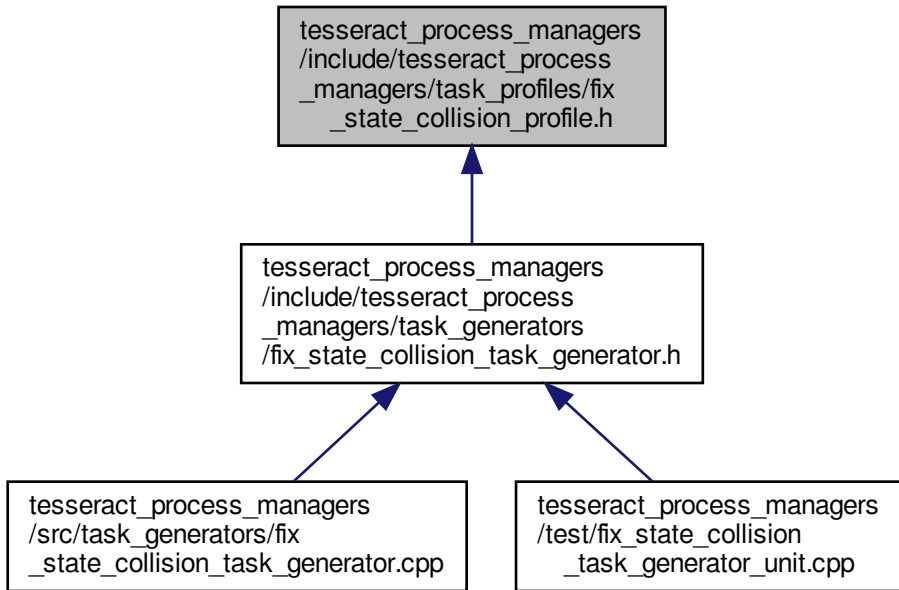 tesseract_process_managers
/include/tesseract_process
_managers/task_profiles/fix
_state_collision_profile.h
tesseract_process_managers
/include/tesseract_process
_managers/task_generators
/fix_state_collision_task_generator.h
tesseract_process_managers
/src/task_generators/fix
_state_collision_task_generator.cpp
tesseract_process_managers
/test/fix_state_collision
_task_generator_unit.cpp